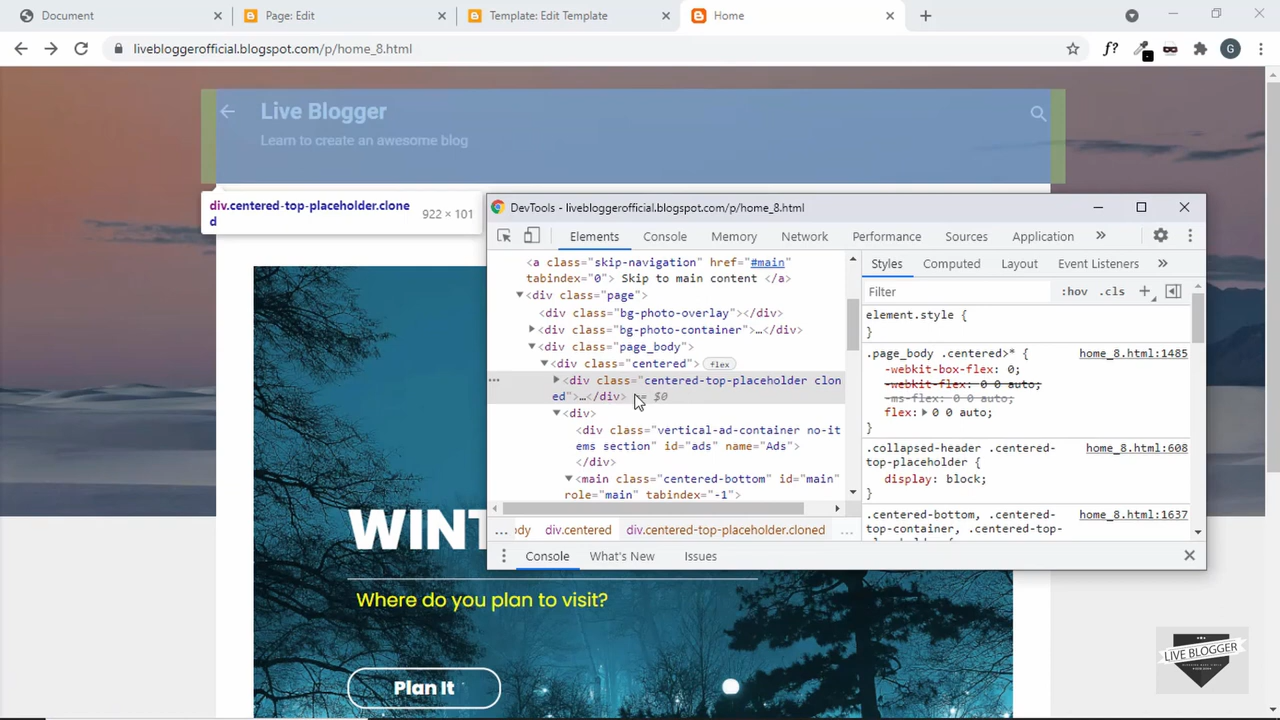 Document
Page: Edit
Template: Edit Template
Home
livebloggerofficial.blogspot.com/p/home_8.html
f?
G
Live Blogger
Learn to create an awesome blog
div.centered-top-placeholder.clone
d
922 × 101
DevTools - livebloggerofficial.blogspot.com/p/home_8.html
Elements Console Memory Network Performance Sources Application
<a class="skip-navigation" href="#main"
tabindex="0"> Skip to main content </a>
<div class="page">
<div class="bg-photo-overlay"></div>
<div class="bg-photo-container">…</div>
<div class="page_body">
<div class="centered"> flex
<div class="centered-top-placeholder clon
ed">…</div> == $0
<div>
<div class="vertical-ad-container no-it
ems section" id="ads" name="Ads">
</div>
<main class="centered-bottom" id="main"
role="main" tabindex="-1">
... ody div.centered div.centered-top-placeholder.cloned ...
Styles Computed Layout Event Listeners
Filter :hov .cls
element.style {
}
.page_body .centered>* { home_8.html:1485
-webkit-box-flex: 0;
-webkit-flex: 0 0 auto;
-ms-flex: 0 0 auto;
flex: 0 0 auto;
}
.collapsed-header .centered- home_8.html:608
top-placeholder {
display: block;
}
.centered-bottom, .centered- home_8.html:1637
top-container, .centered-top-
Console What's New Issues
WINT
Where do you plan to visit?
Plan It
LIVE BLOGGER